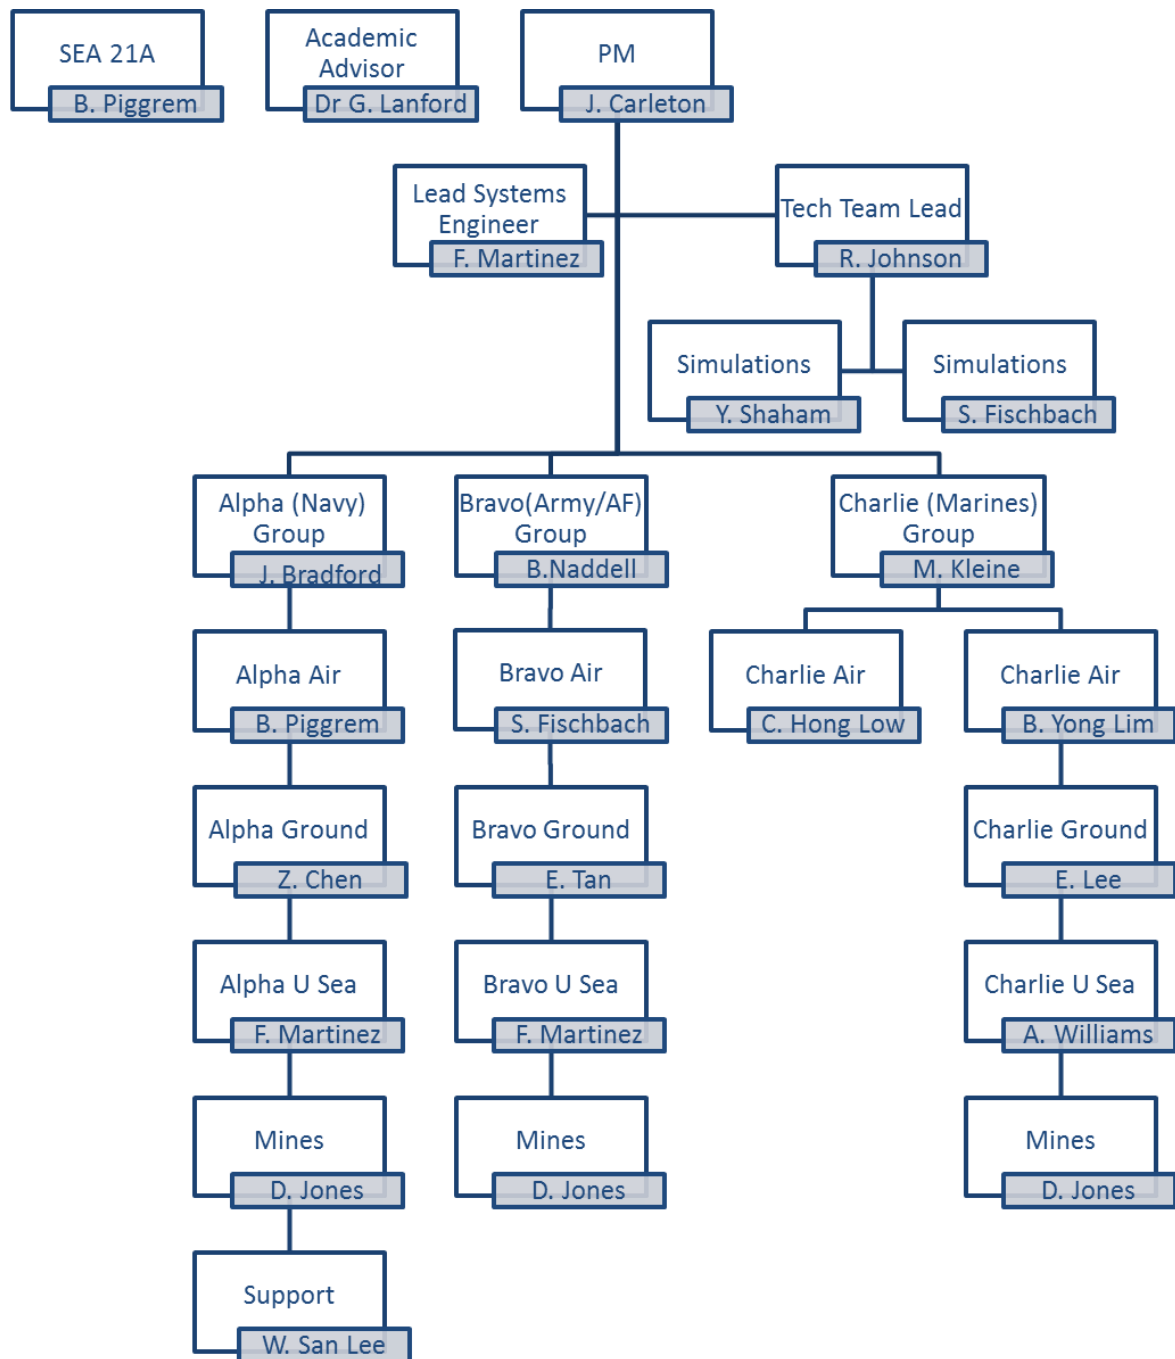 SEA 21A
B. Piggrem
Academic
Advisor
Dr G. Lanford
PM
J. Carleton
Lead Systems
Engineer
F. Martinez
Tech Team Lead
R. Johnson
Simulations
Y. Shaham
Simulations
S. Fischbach
Alpha (Navy)
Group
J. Bradford
Bravo(Army/AF)
Group
B.Naddell
Charlie (Marines)
Group
M. Kleine
Alpha Air
B. Piggrem
Bravo Air
S. Fischbach
Charlie Air
C. Hong Low
Charlie Air
B. Yong Lim
Alpha Ground
Z. Chen
Bravo Ground
E. Tan
Charlie Ground
E. Lee
Alpha U Sea
F. Martinez
Bravo U Sea
F. Martinez
Charlie U Sea
A. Williams
Mines
D. Jones
Mines
D. Jones
Mines
D. Jones
Support
W. San Lee